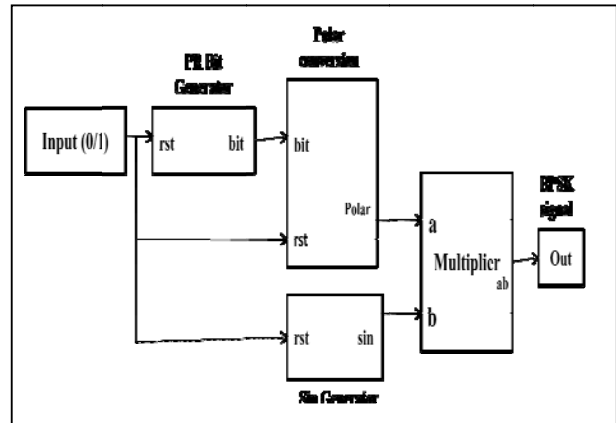 Polar
conversion
PR Bit
Generator
Input (0/1)
rst
bit
bit
Polar
rst
BPSK
signal
a
Multiplier
ab
b
Out
rst
sin
Sin Generator